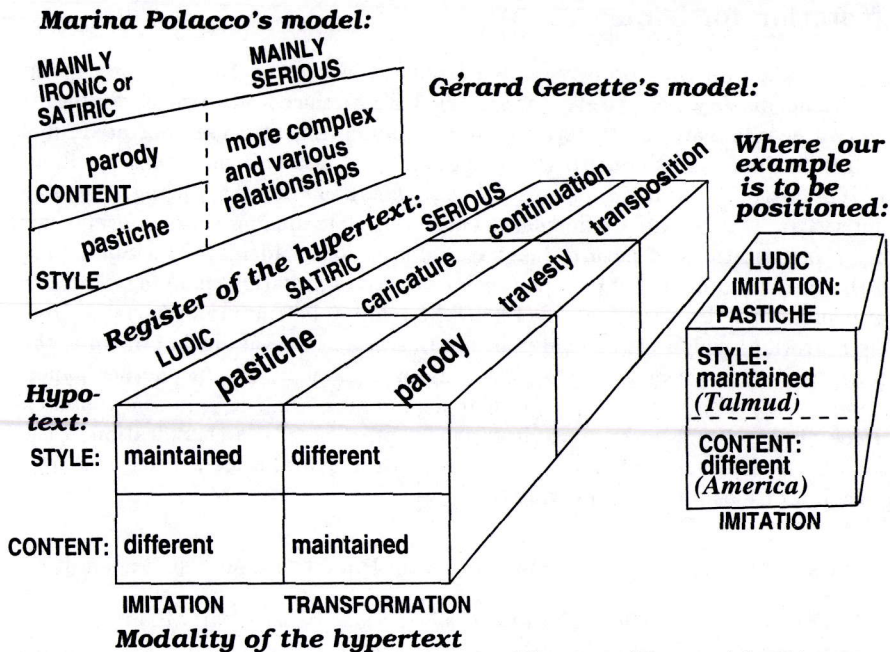 Marina Polacco's model:
MAINLY
IRONIC or
SATIRIC
MAINLY
SERIOUS
parody
CONTENT
more complex
and various
relationships
pastiche
STYLE
Gérard Genette's model:
Register of the hypertext:
LUDIC
SATIRIC
SERIOUS
pastiche
caricature
continuation
parody
travesty
transposition
Hypo-
text:
STYLE:
maintained
different
CONTENT:
different
maintained
IMITATION
TRANSFORMATION
Modality of the hypertext
Where our
example
is to be
positioned:
LUDIC
IMITATION:
PASTICHE
STYLE:
maintained
(Talmud)
CONTENT:
different
(America)
IMITATION